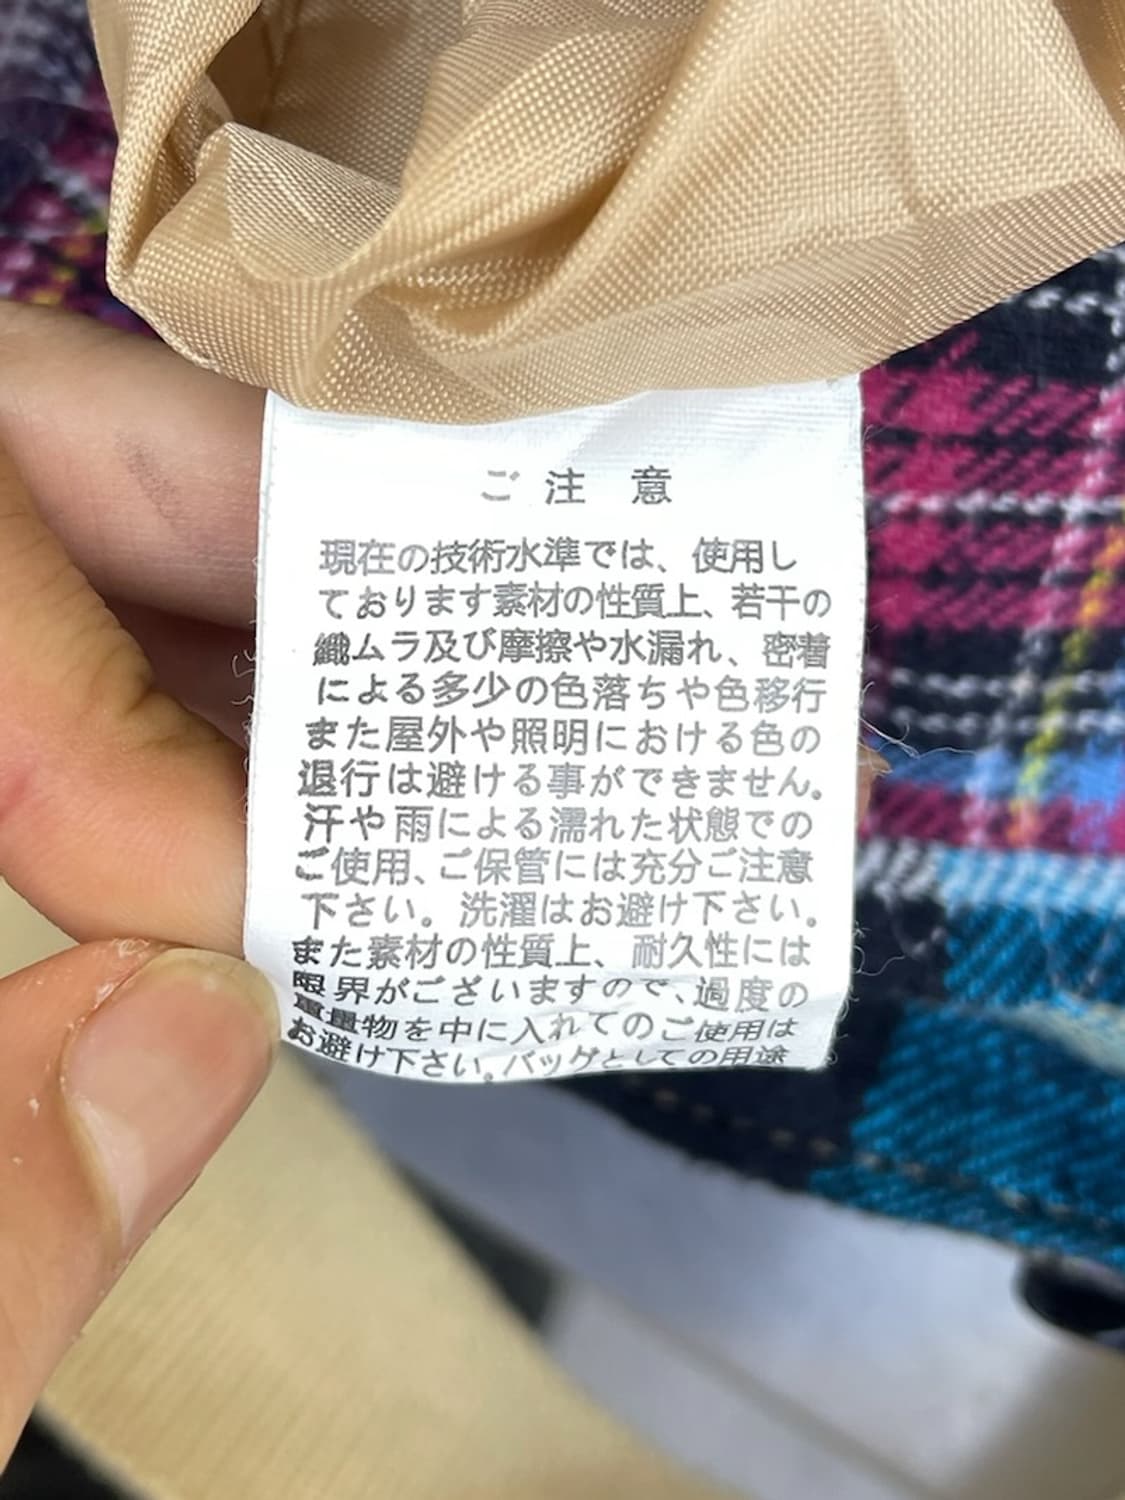 ご注意
現在の技術水準では、使用し
ております素材の性質上、若干の
織ムラ及び摩擦や水漏れ、密着
による多少の色落ちや色移行
また屋外や照明における色の
退行は避ける事ができません。
汗や雨による濡れた状態での
ご使用、ご保管には充分ご注意
下さい。洗濯はお避け下さい。
また素材の性質上、耐久性には
限界がございますので、過度の
重量物を中に入れてのご使用は
お避け下さい。バッグとしての用途